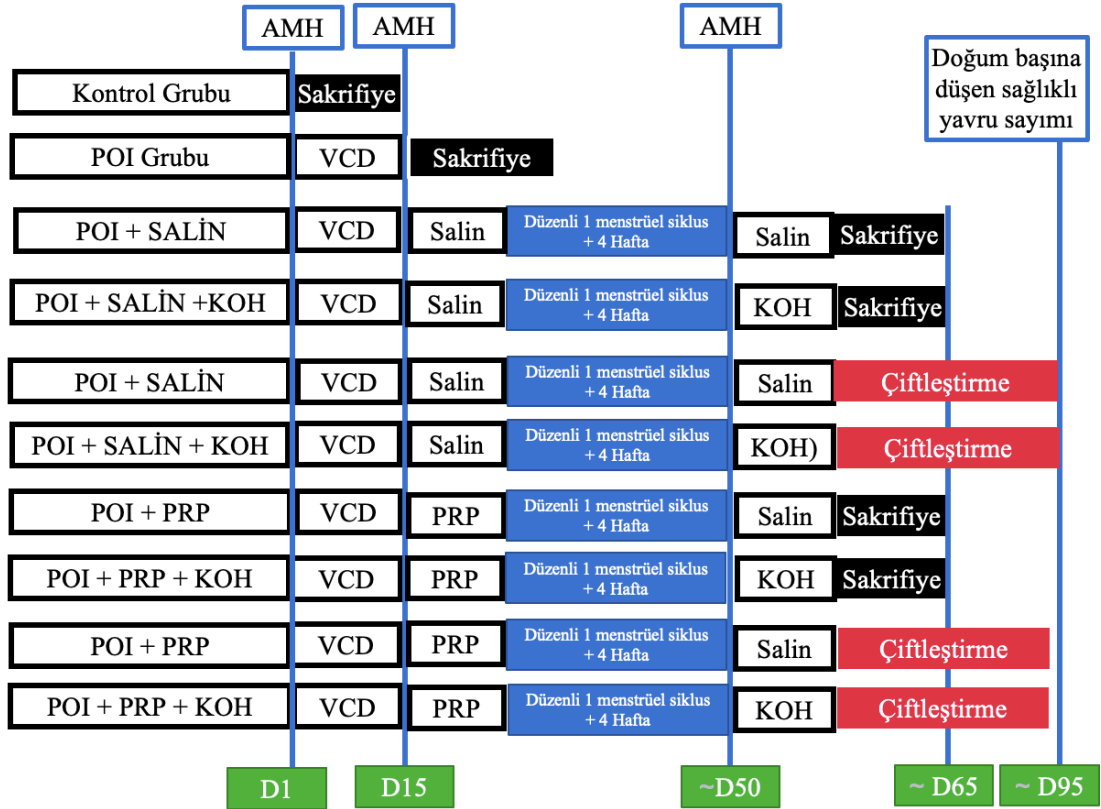 AMH
AMH
AMH
Doğum başına
düşen sağlıklı
yavru sayımı
Kontrol Grubu
Sakrifiye
POI Grubu
VCD
Sakrifiye
POI + SALİN
VCD
Salin
Düzenli 1 menstrüel siklus
+ 4 Hafta
Salin
Sakrifiye
POI + SALİN +KOH
VCD
Salin
Düzenli 1 menstrüel siklus
+ 4 Hafta
KOH
Sakrifiye
POI + SALİN
VCD
Salin
Düzenli 1 menstrüel siklus
+ 4 Hafta
Salin
Çiftleştirme
POI + SALİN + KOH
VCD
Salin
Düzenli 1 menstrüel siklus
+ 4 Hafta
KOH)
Çiftleştirme
POI + PRP
VCD
PRP
Düzenli 1 menstrüel siklus
+ 4 Hafta
Salin
Sakrifiye
POI + PRP + KOH
VCD
PRP
Düzenli 1 menstrüel siklus
+ 4 Hafta
KOH
Sakrifiye
POI + PRP
VCD
PRP
Düzenli 1 menstrüel siklus
+ 4 Hafta
Salin
Çiftleştirme
POI + PRP + KOH
VCD
PRP
Düzenli 1 menstrüel siklus
+ 4 Hafta
KOH
Çiftleştirme
D1
D15
~D50
~ D65
~ D95